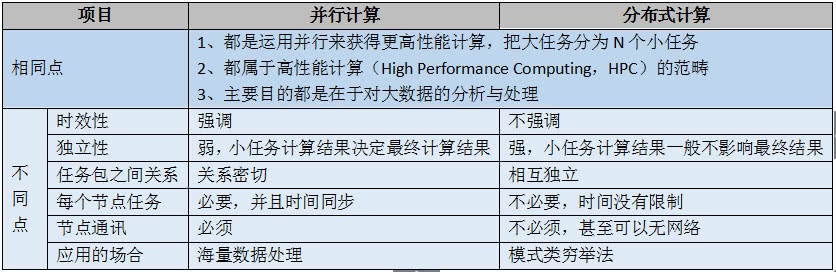 项目 并行计算 分布式计算
相同点
1、都是运用并行来获得更高性能计算，把大任务分为N个小任务
2、都属于高性能计算（High Performance Computing，HPC）的范畴
3、主要目的都是在于对大数据的分析与处理
不同点
时效性 强调 不强调
独立性 弱，小任务计算结果决定最终计算结果 强，小任务计算结果一般不影响最终结果
任务包之间关系 关系密切 相互独立
每个节点任务 必要，并且时间同步 不必要，时间没有限制
节点通讯 必须 不必须，甚至可以无网络
应用的场合 海量数据处理 模式类穷举法